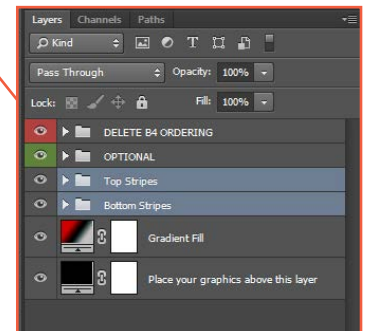 Layers Channels Paths
Kind T
Pass Through Opacity: 100%
Lock: Fill: 100%
DELETE B4 ORDERING
OPTIONAL
Top Stripes
Bottom Stripes
Gradient Fill
Place your graphics above this layer